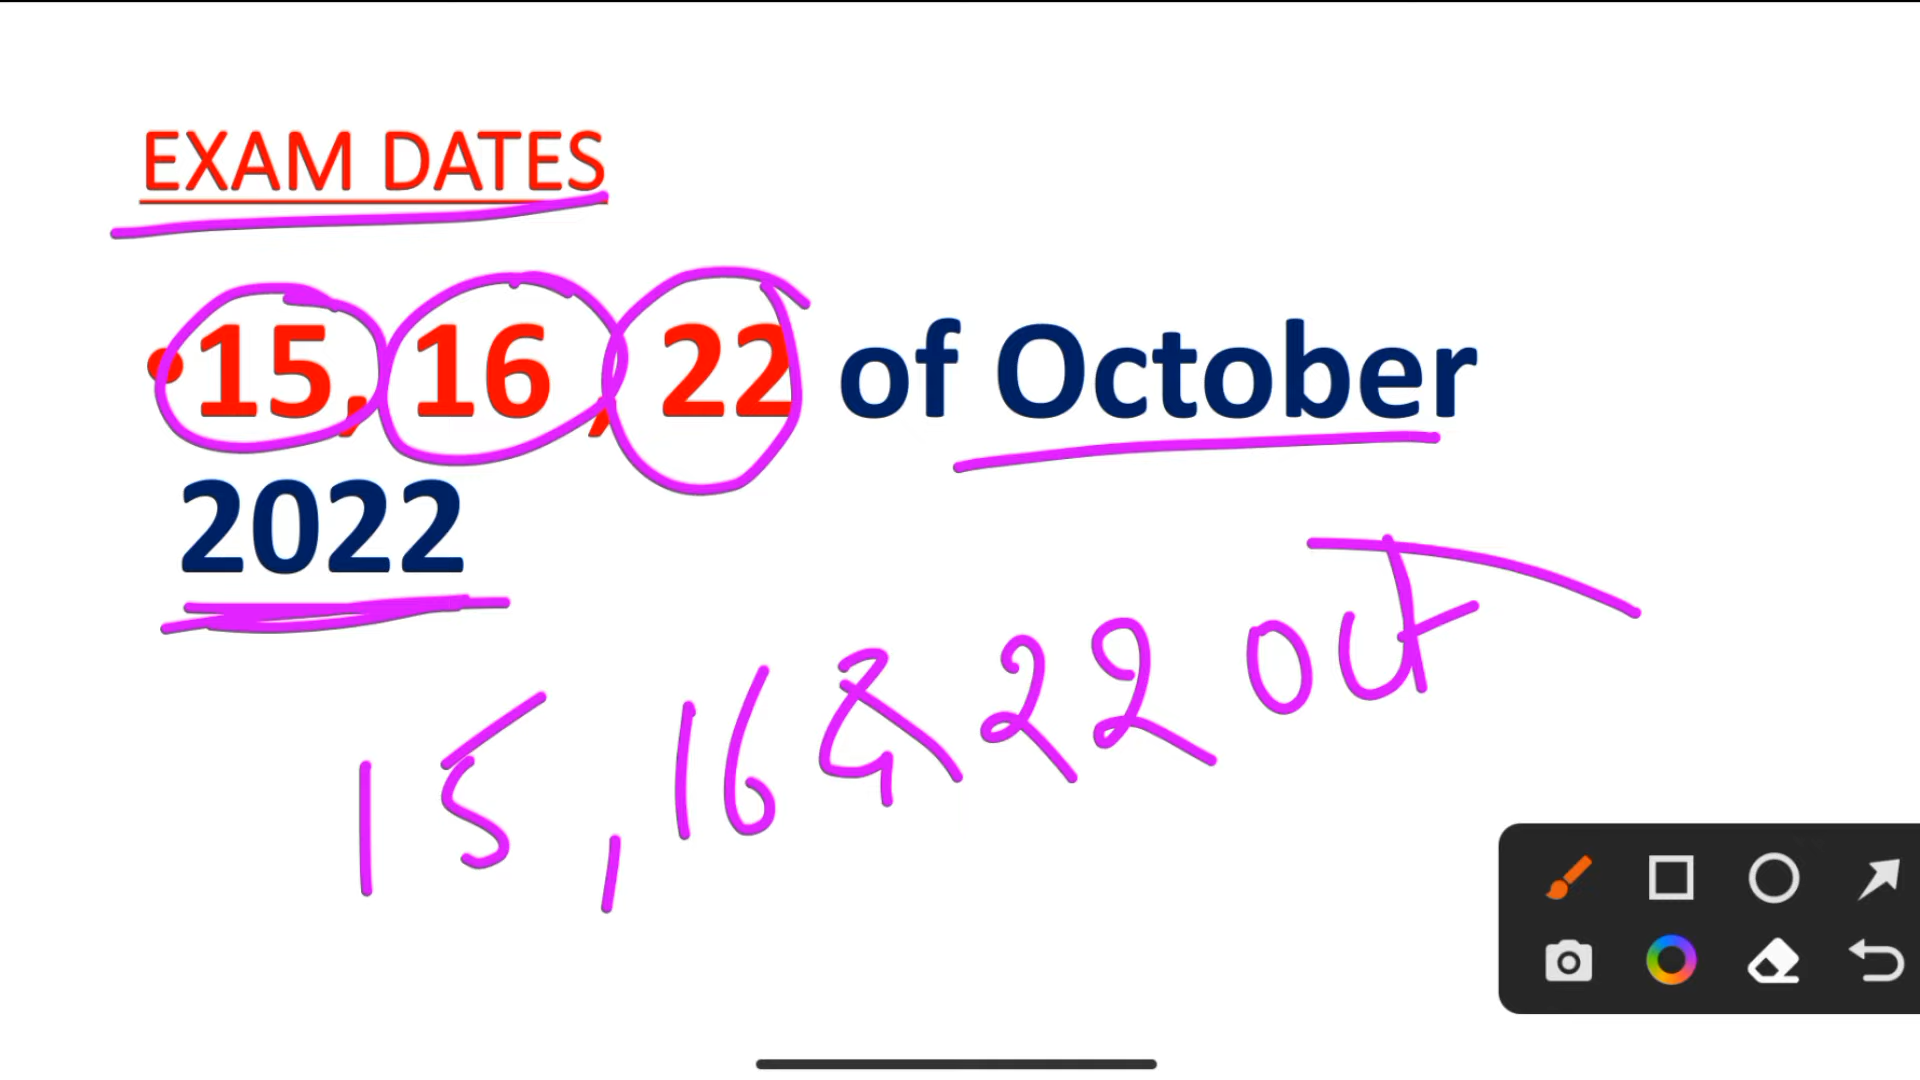 EXAM DATES
•15, 16 , 22 of October
2022
15, 16 & 22 Oct